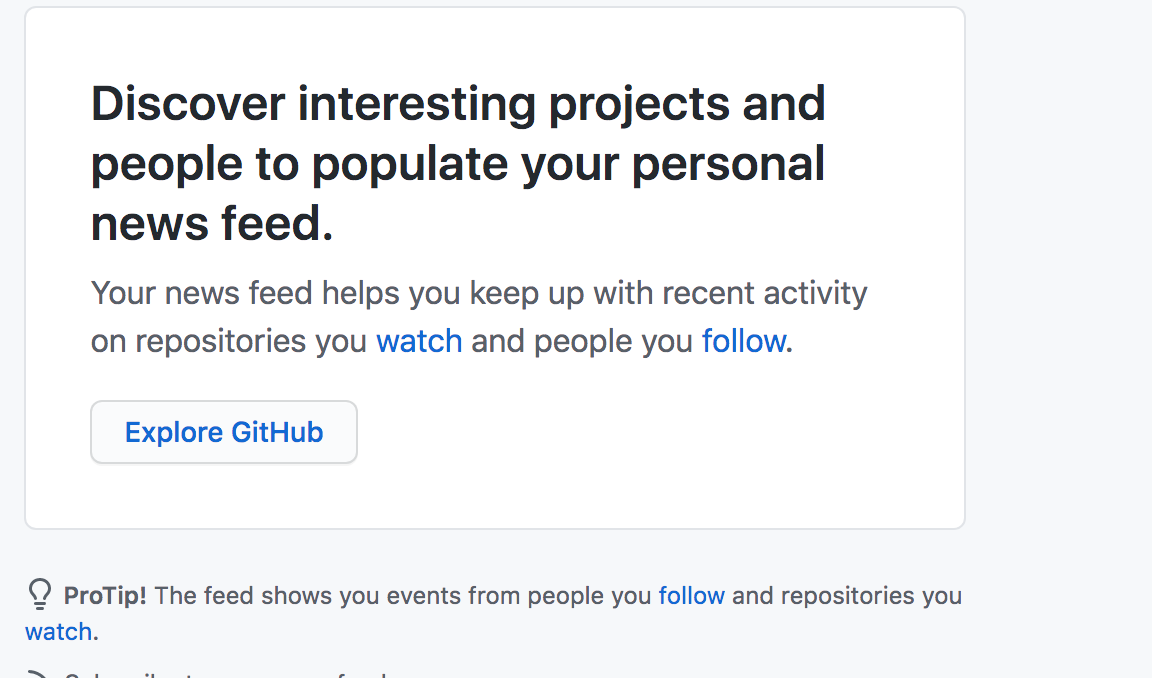 Discover interesting projects and
people to populate your personal
news feed.
Your news feed helps you keep up with recent activity
on repositories you watch and people you follow.
Explore GitHub
ProTip! The feed shows you events from people you follow and repositories you
watch.